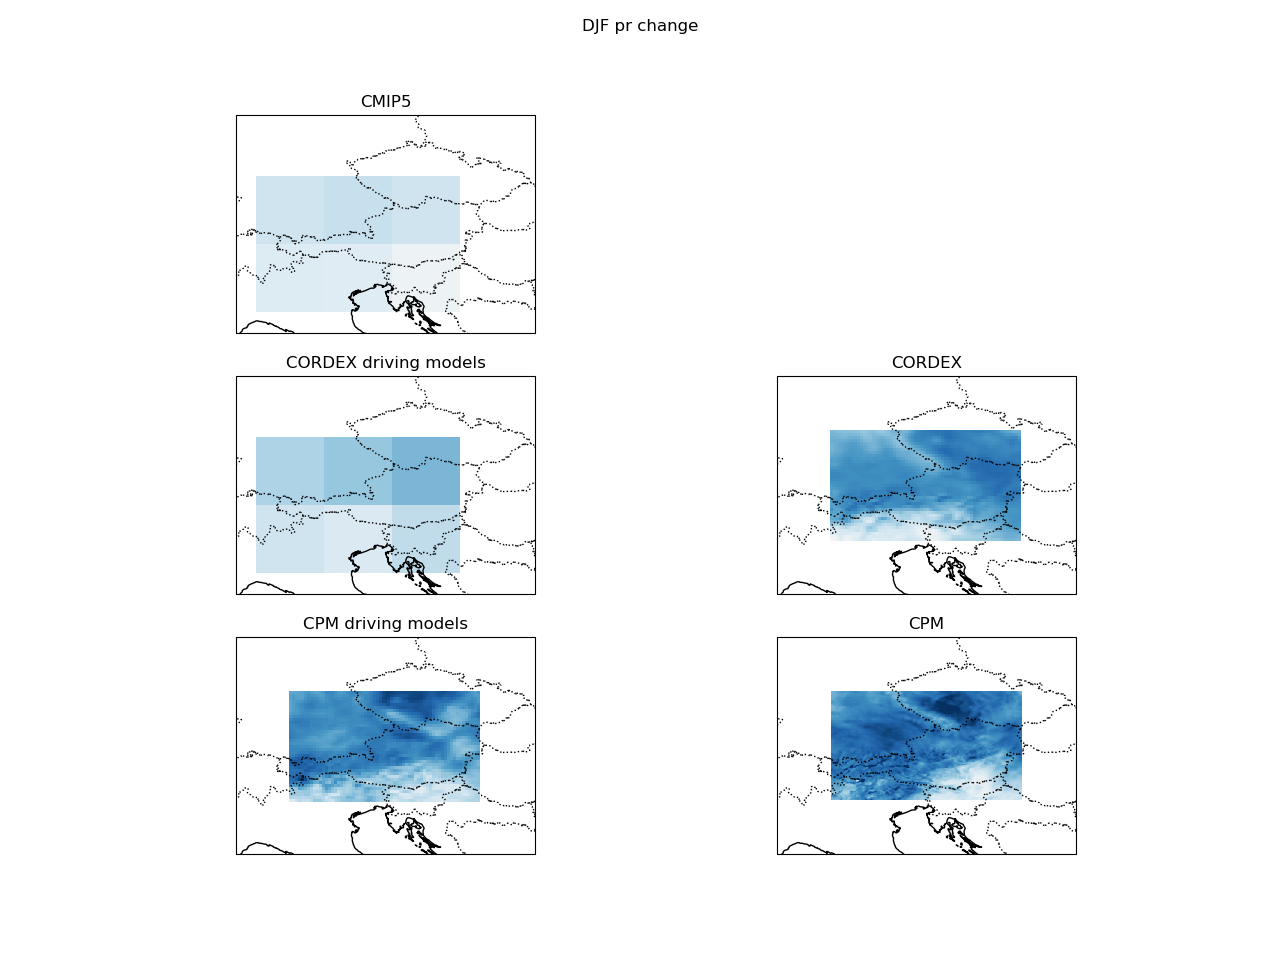 DJF pr change
CMIP5
CORDEX driving models
CORDEX
CPM driving models
CPM